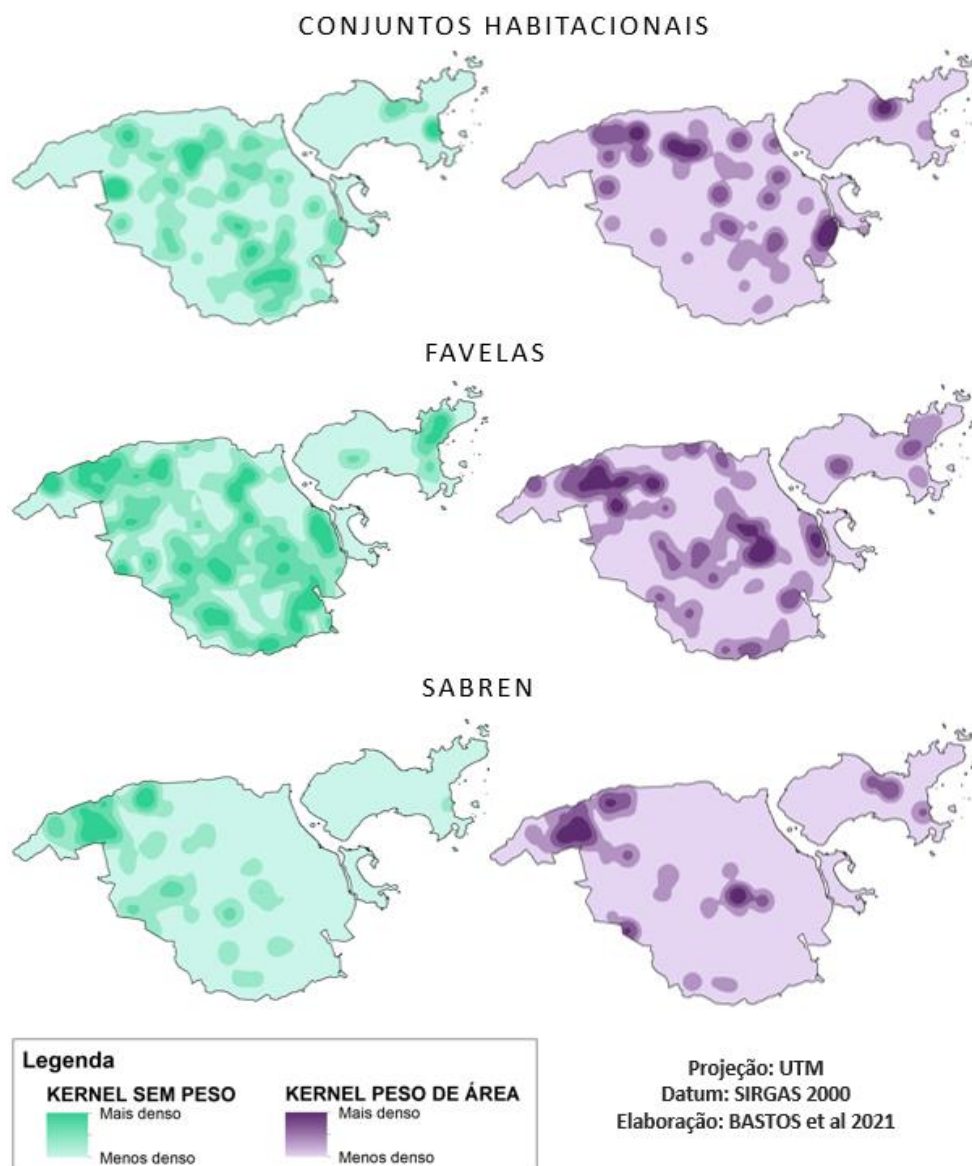 CONJUNTOS HABITACIONAIS
FAVELAS
SABREN
Legenda
KERNEL SEM PESO
Mais denso
Menos denso
KERNEL PESO DE ÁREA
Mais denso
Menos denso
Projeção: UTM
Datum: SIRGAS 2000
Elaboração: BASTOS et al 2021